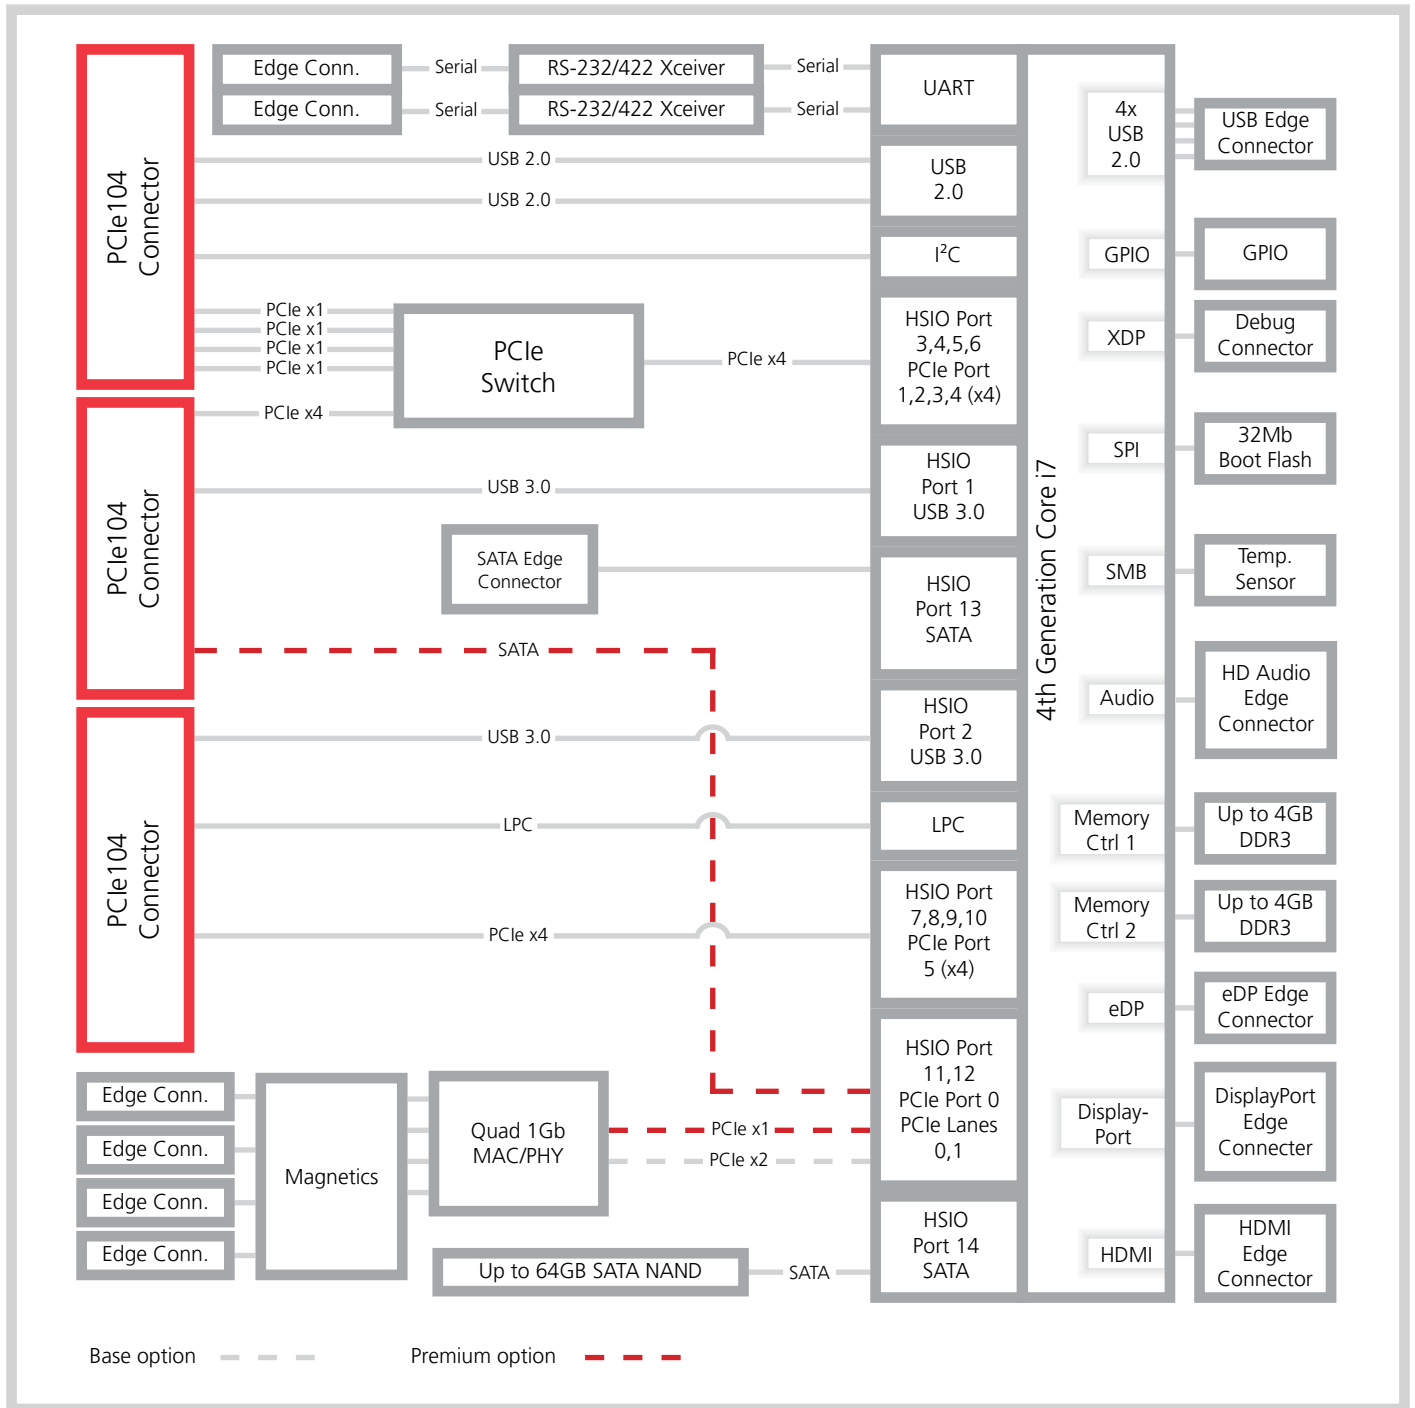 PCIe104
Connector
Edge Conn.
Serial
RS-232/422 Xceiver
Serial
Edge Conn.
Serial
RS-232/422 Xceiver
Serial
UART
USB 2.0
USB 2.0
USB
2.0
I²C
PCIe x1
PCIe x1
PCIe x1
PCIe x1
PCIe
Switch
PCIe x4
HSIO Port
3,4,5,6
PCIe Port
1,2,3,4 (x4)
PCIe104
Connector
PCIe x4
USB 3.0
HSIO
Port 1
USB 3.0
SATA Edge
Connector
HSIO
Port 13
SATA
SATA
PCIe104
Connector
USB 3.0
HSIO
Port 2
USB 3.0
LPC
LPC
PCIe x4
HSIO Port
7,8,9,10
PCIe Port
5 (x4)
Edge Conn.
Edge Conn.
Edge Conn.
Edge Conn.
Magnetics
Quad 1Gb
MAC/PHY
PCIe x1
PCIe x2
HSIO Port
11,12
PCIe Port 0
PCIe Lanes
0,1
Up to 64GB SATA NAND
SATA
HSIO
Port 14
SATA
4th Generation Core i7
4x
USB
2.0
USB Edge
Connector
GPIO
GPIO
XDP
Debug
Connector
SPI
32Mb
Boot Flash
SMB
Temp.
Sensor
Audio
HD Audio
Edge
Connector
Memory
Ctrl 1
Up to 4GB
DDR3
Memory
Ctrl 2
Up to 4GB
DDR3
eDP
eDP Edge
Connector
Display-
Port
DisplayPort
Edge
Connecter
HDMI
HDMI
Edge
Connector
Base option
Premium option